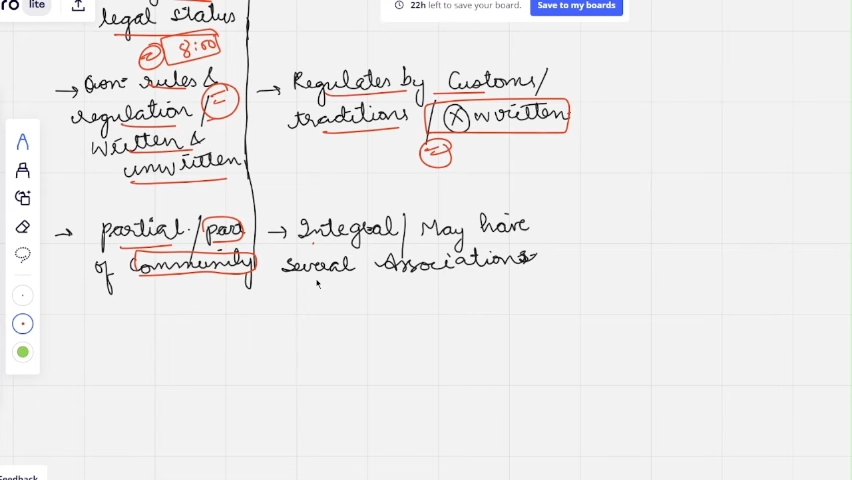 ro lite
22h left to save your board.
Save to my boards
legal status
8:00
→ own rules &
regulation /
written &
unwritten
→ Regulates by Customs/
traditions / X written
→ partial / part
of Community
→ Integral / May have
several Associations
Feedback